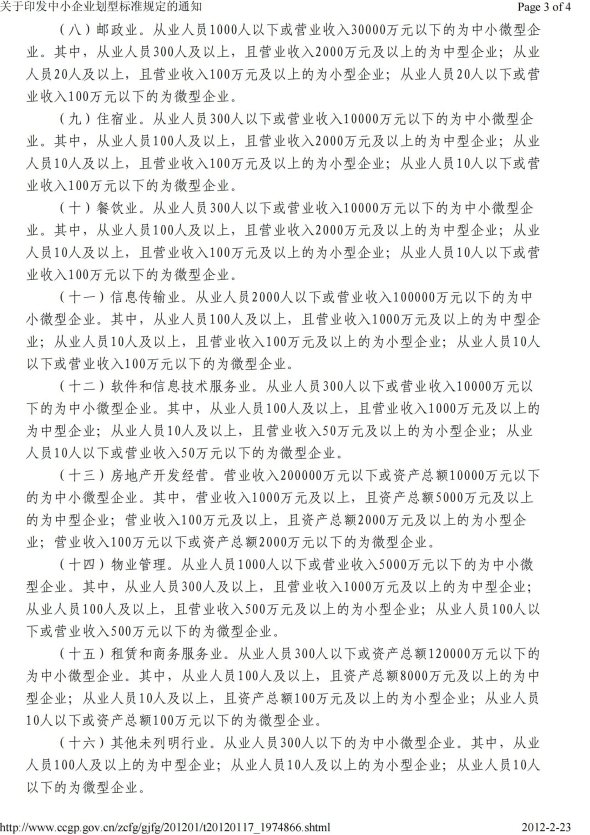 关于印发中小企业划型标准规定的通知
Page 3 of 4
（八）邮政业。从业人员1000人以下或营业收入30000万元以下的为中小微型企
业。其中，从业人员300人及以上，且营业收入2000万元及以上的为中型企业；从业
人员20人及以上，且营业收入100万元及以上的为小型企业；从业人员20人以下或营
业收入100万元以下的为微型企业。
（九）住宿业。从业人员300人以下或营业收入10000万元以下的为中小微型企
业。其中，从业人员100人及以上，且营业收入2000万元及以上的为中型企业；从业
人员10人及以上，且营业收入100万元及以上的为小型企业；从业人员10人以下或营
业收入100万元以下的为微型企业。
（十）餐饮业。从业人员300人以下或营业收入10000万元以下的为中小微型企
业。其中，从业人员100人及以上，且营业收入2000万元及以上的为中型企业；从业
人员10人及以上，且营业收入100万元及以上的为小型企业；从业人员10人以下或营
业收入100万元以下的为微型企业。
（十一）信息传输业。从业人员2000人以下或营业收入100000万元以下的为中
小微型企业。其中，从业人员100人及以上，且营业收入1000万元及以上的为中型企
业；从业人员10人及以上，且营业收入100万元及以上的为小型企业；从业人员10人
以下或营业收入100万元以下的为微型企业。
（十二）软件和信息技术服务业。从业人员300人以下或营业收入10000万元以
下的为中小微型企业。其中，从业人员100人及以上，且营业收入1000万元及以上的
为中型企业；从业人员10人及以上，且营业收入50万元及以上的为小型企业；从业
人员10人以下或营业收入50万元以下的为微型企业。
（十三）房地产开发经营。营业收入200000万元以下或资产总额10000万元以下
的为中小微型企业。其中，营业收入1000万元及以上，且资产总额5000万元及以上
的为中型企业；营业收入100万元及以上，且资产总额2000万元及以上的为小型企
业；营业收入100万元以下或资产总额2000万元以下的为微型企业。
（十四）物业管理。从业人员1000人以下或营业收入5000万元以下的为中小微
型企业。其中，从业人员300人及以上，且营业收入1000万元及以上的为中型企业；
从业人员100人及以上，且营业收入500万元及以上的为小型企业；从业人员100人以
下或营业收入500万元以下的为微型企业。
（十五）租赁和商务服务业。从业人员300人以下或资产总额120000万元以下的
为中小微型企业。其中，从业人员100人及以上，且资产总额8000万元及以上的为中
型企业；从业人员10人及以上，且资产总额100万元及以上的为小型企业；从业人员
10人以下或资产总额100万元以下的为微型企业。
（十六）其他未列明行业。从业人员300人以下的为中小微型企业。其中，从业
人员100人及以上的为中型企业；从业人员10人及以上的为小型企业；从业人员10人
以下的为微型企业。
http://www.ccgp.gov.cn/zcfg/gjfg/201201/t20120117_1974866.shtml
2012-2-23